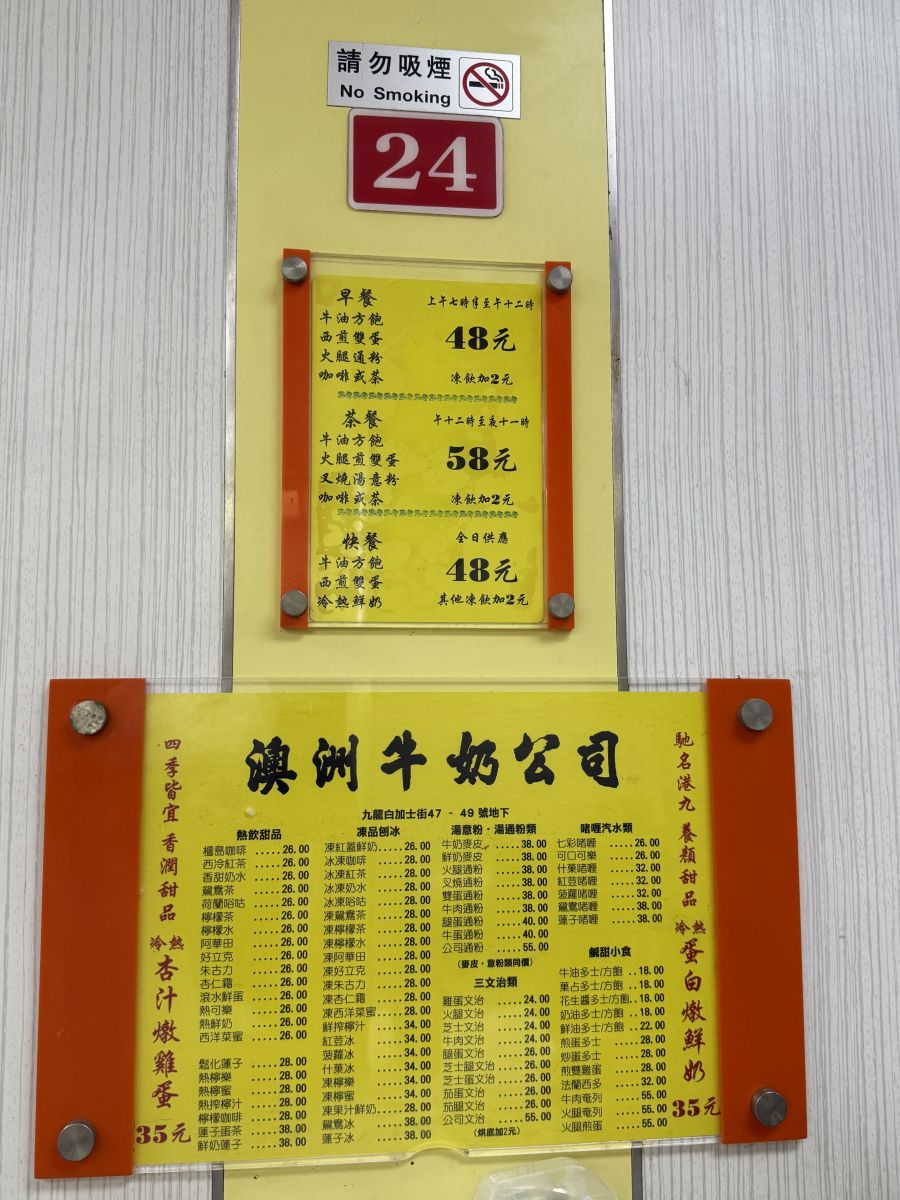 請勿吸煙
No Smoking
24
早餐 上午七時半至午十二時
牛油方飽
西煎雙蛋 48元
火腿通粉
咖啡或茶 凍飲加2元
茶餐 午十二時至夜十一時
牛油方飽
火腿煎雙蛋 58元
叉燒湯意粉
咖啡或茶 凍飲加2元
快餐 全日供應
牛油方飽 48元
西煎雙蛋
冷熱鮮奶 其他凍飲加2元
澳洲牛奶公司
九龍白加士街47 - 49 號地下
四季皆宜 香潤甜品
冷熱
杏汁燉雞蛋
35元
熱飲甜品
檀島咖啡 .....26.00
西冷紅茶 .....26.00
香甜奶水 .....26.00
鴛鴦茶 .....26.00
荷蘭唂咕 .....26.00
檸檬茶 .....26.00
檸檬水 .....26.00
阿華田 .....26.00
好立克 .....26.00
朱古力 .....26.00
杏仁霜 .....26.00
滾水鮮蛋 .....26.00
熱可樂 .....26.00
熱鮮奶 .....26.00
西洋菜蜜 .....26.00
鬆化蓮子 .....28.00
熱檸樂 .....28.00
熱檸蜜 .....28.00
熱搾檸汁 .....28.00
檸檬咖啡 .....28.00
蓮子蛋茶 .....38.00
鮮奶蓮子 .....38.00
凍品刨冰
凍紅蓋鮮奶.....26.00
冰凍咖啡 .....28.00
冰凍紅茶 .....28.00
冰凍奶水 .....28.00
冰凍唂咕 .....28.00
凍鴛鴦茶 .....28.00
凍檸檬茶 .....28.00
凍檸檬水 .....28.00
凍阿華田 .....28.00
凍好立克 .....28.00
凍朱古力 .....28.00
凍杏仁霜 .....28.00
凍西洋菜蜜.....28.00
鮮搾檸汁 .....34.00
紅荳冰 .....34.00
菠蘿冰 .....34.00
什菓冰 .....34.00
凍檸樂 .....34.00
凍檸蜜 .....34.00
凍果汁鮮奶.....28.00
鴛鴦冰 .....38.00
蓮子冰 .....38.00
湯意粉·湯通粉類
牛奶麥皮 .....38.00
鮮奶麥皮 .....38.00
火腿通粉 .....38.00
叉燒通粉 .....38.00
雙蛋通粉 .....38.00
牛肉通粉 .....38.00
腿蛋通粉 .....40.00
牛蛋通粉 .....40.00
公司通粉 .....55.00
(麥皮·意粉類同價)
三文治類
雞蛋文治 .....24.00
火腿文治 .....24.00
芝士文治 .....24.00
牛肉文治 .....24.00
腿蛋文治 .....26.00
芝士腿文治.....26.00
芝士蛋文治.....26.00
茄蛋文治 .....26.00
茄腿文治 .....26.00
公司文治 .....55.00
(烘底加2元)
啫喱汽水類
七彩啫喱 .....26.00
可口可樂 .....26.00
什菓啫喱 .....32.00
紅荳啫喱 .....32.00
菠蘿啫喱 .....32.00
鴛鴦啫喱 .....38.00
蓮子啫喱 .....38.00
鹹甜小食
牛油多士/方飽 ..18.00
菓占多士/方飽 ..18.00
花生醬多士/方飽..18.00
奶油多士/方飽 ..18.00
鮮油多士/方飽 ..22.00
煎蛋多士 .....28.00
炒蛋多士 .....28.00
煎雙雞蛋 .....28.00
法蘭西多 .....32.00
牛肉奄列 .....55.00
火腿奄列 .....55.00
火腿煎蛋 .....55.00
馳名港九 養顏甜品
冷熱
蛋白燉鮮奶
35元